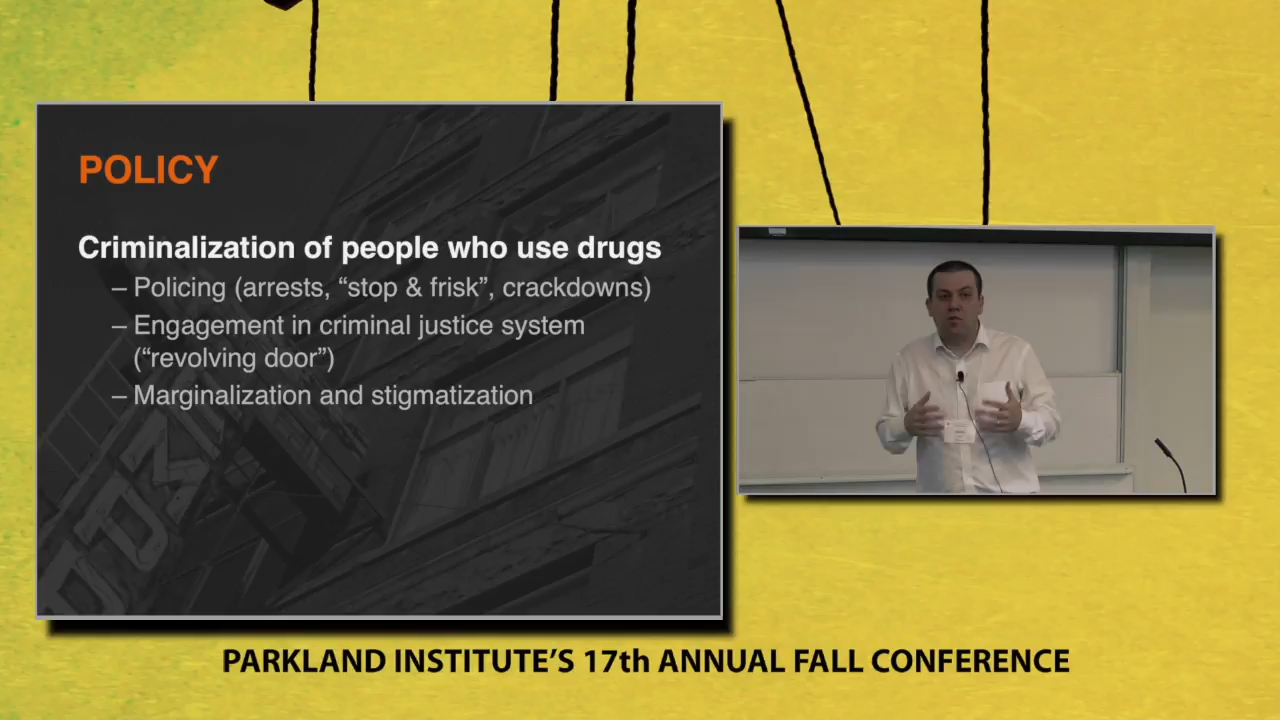 POLICY
Criminalization of people who use drugs
– Policing (arrests, “stop & frisk”, crackdowns)
– Engagement in criminal justice system
(“revolving door”)
– Marginalization and stigmatization
PARKLAND INSTITUTE’S 17th ANNUAL FALL CONFERENCE